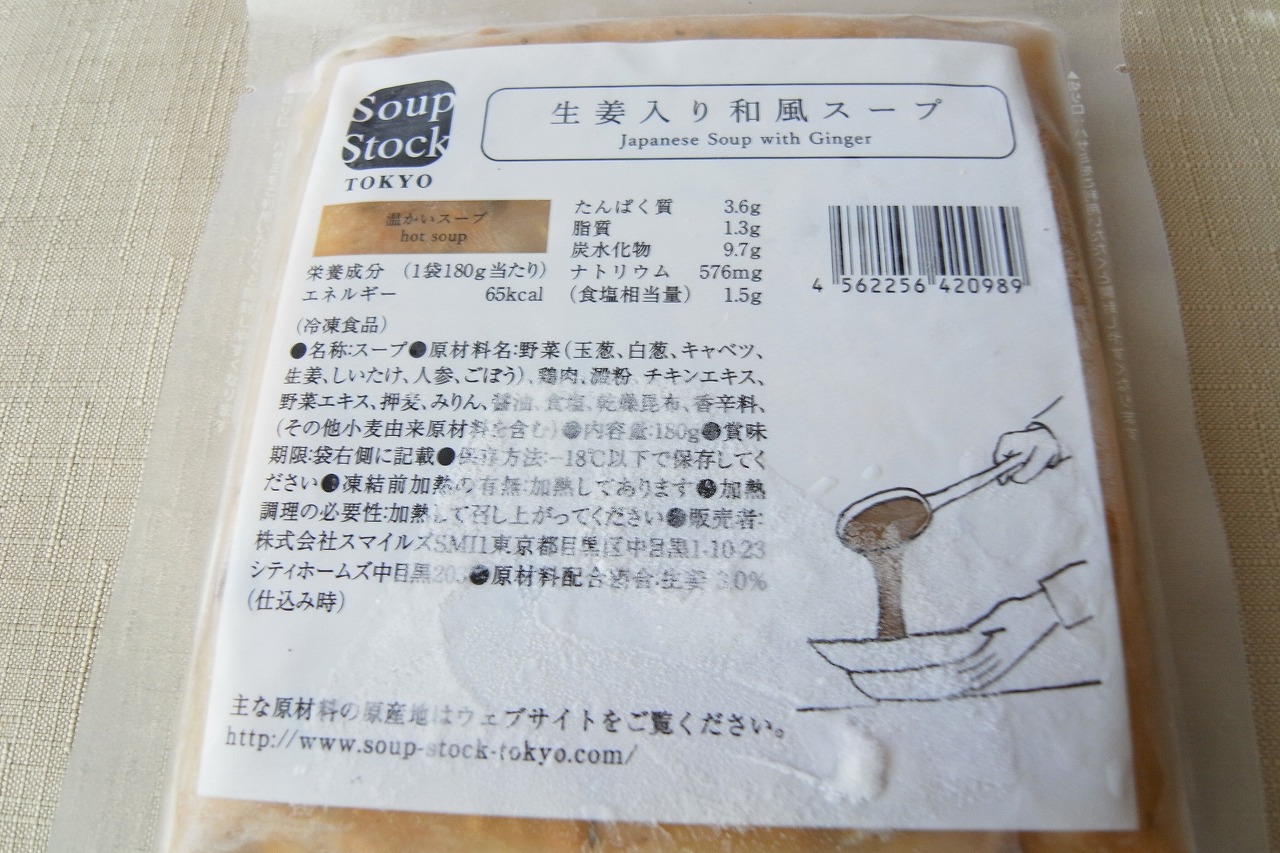 Soup
Stock
TOKYO
生姜入り和風スープ
Japanese Soup with Ginger
温かいスープ
hot soup
栄養成分 (1袋180g当たり)
エネルギー 65kcal
たんぱく質 3.6g
脂質 1.3g
炭水化物 9.7g
ナトリウム 576mg
(食塩相当量) 1.5g
4 562256 420989
(冷凍食品)
●名称:スープ●原材料名:野菜(玉葱、白葱、キャベツ、
生姜、しいたけ、人参、ごぼう)、鶏肉、澱粉、チキンエキス、
野菜エキス、押麦、みりん、醤油、食塩、乾燥昆布、香辛料、
(その他小麦由来原材料を含む)●内容量:180g●賞味
期限:袋右側に記載●保存方法:−18℃以下で保存してく
ださい●凍結前加熱の有無:加熱してあります●加熱
調理の必要性:加熱して召し上がってください●販売者:
株式会社スマイルズSM11東京都目黒区中目黒1-10-23
シティホームズ中目黒203●原材料配合割合:生姜 3.0%
(仕込み時)
主な原材料の原産地はウェブサイトをご覧ください。
http://www.soup-stock-tokyo.com/